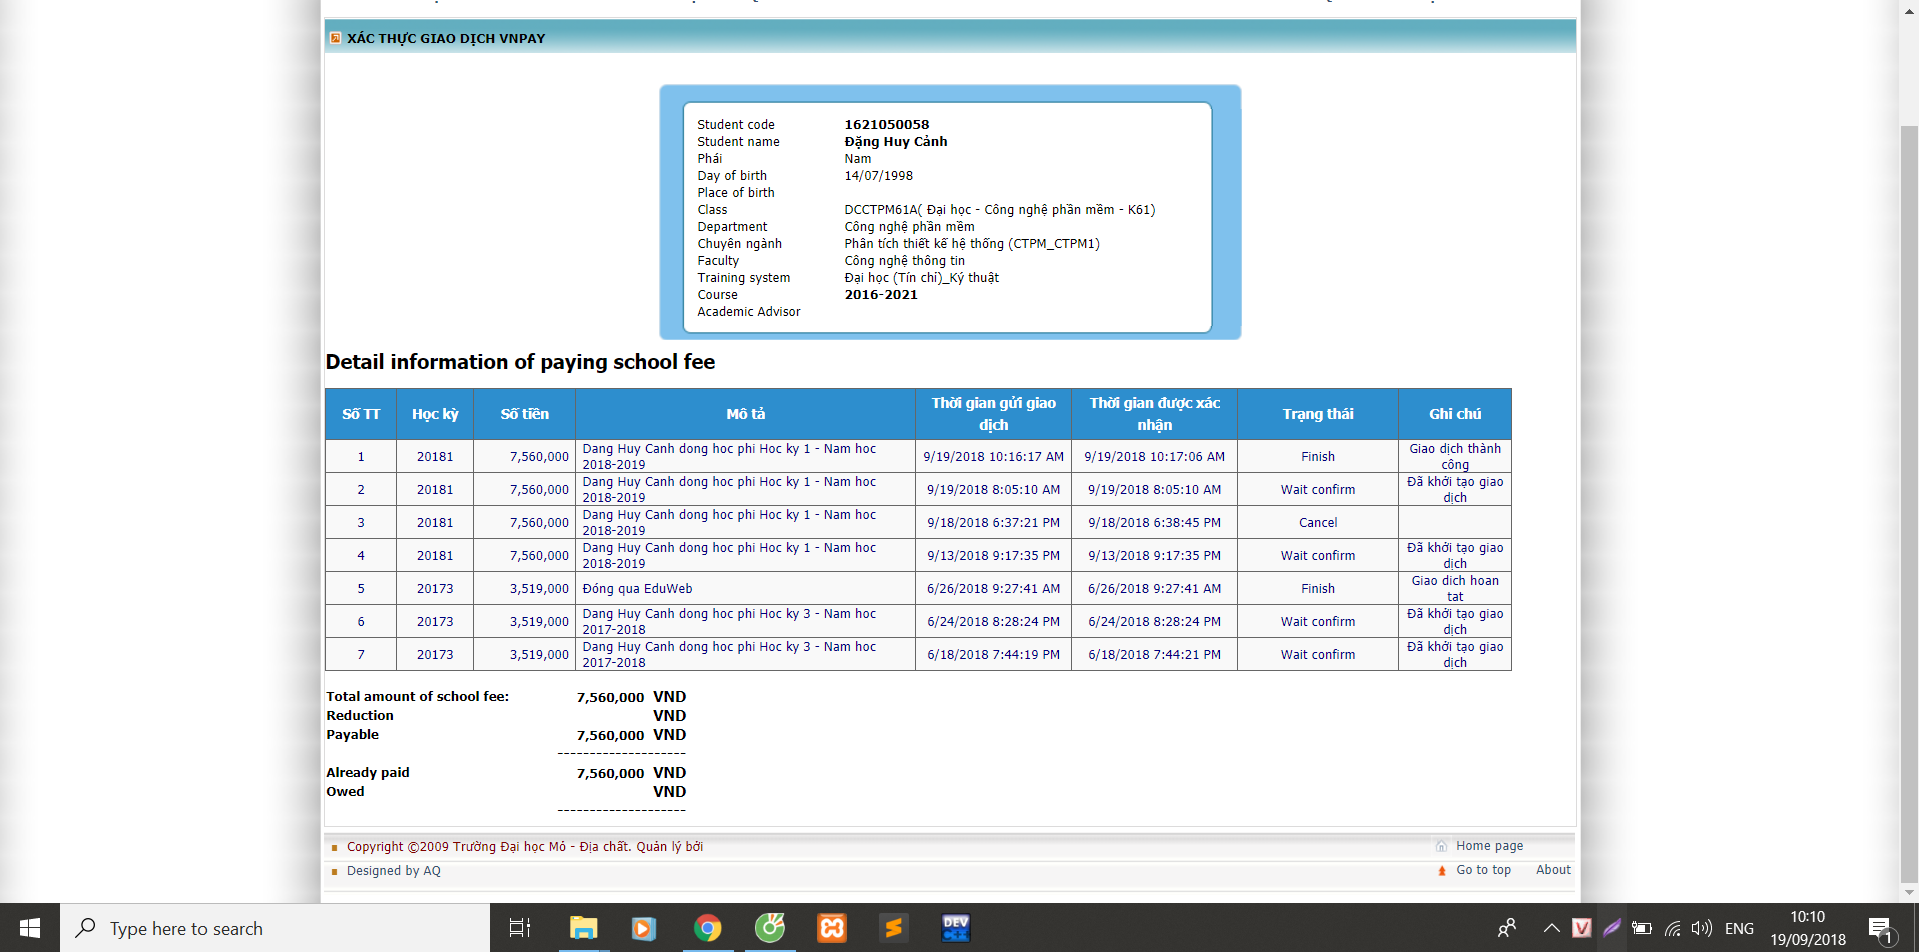 XÁC THỰC GIAO DỊCH VNPAY
Student code 1621050058
Student name Đặng Huy Cảnh
Phái Nam
Day of birth 14/07/1998
Place of birth
Class DCCTPM61A( Đại học - Công nghệ phần mềm - K61)
Department Công nghệ phần mềm
Chuyên ngành Phân tích thiết kế hệ thống (CTPM_CTPM1)
Faculty Công nghệ thông tin
Training system Đại học (Tín chỉ)_Kỹ thuật
Course 2016-2021
Academic Advisor
Detail information of paying school fee
Số TT Học kỳ Số tiền Mô tả Thời gian gửi giao dịch Thời gian được xác nhận Trạng thái Ghi chú
1 20181 7,560,000 Dang Huy Canh dong hoc phi Hoc ky 1 - Nam hoc 2018-2019 9/19/2018 10:16:17 AM 9/19/2018 10:17:06 AM Finish Giao dịch thành công
2 20181 7,560,000 Dang Huy Canh dong hoc phi Hoc ky 1 - Nam hoc 2018-2019 9/19/2018 8:05:10 AM 9/19/2018 8:05:10 AM Wait confirm Đã khởi tạo giao dịch
3 20181 7,560,000 Dang Huy Canh dong hoc phi Hoc ky 1 - Nam hoc 2018-2019 9/18/2018 6:37:21 PM 9/18/2018 6:38:45 PM Cancel
4 20181 7,560,000 Dang Huy Canh dong hoc phi Hoc ky 1 - Nam hoc 2018-2019 9/13/2018 9:17:35 PM 9/13/2018 9:17:35 PM Wait confirm Đã khởi tạo giao dịch
5 20173 3,519,000 Đóng qua EduWeb 6/26/2018 9:27:41 AM 6/26/2018 9:27:41 AM Finish Giao dich hoan tat
6 20173 3,519,000 Dang Huy Canh dong hoc phi Hoc ky 3 - Nam hoc 2017-2018 6/24/2018 8:28:24 PM 6/24/2018 8:28:24 PM Wait confirm Đã khởi tạo giao dịch
7 20173 3,519,000 Dang Huy Canh dong hoc phi Hoc ky 3 - Nam hoc 2017-2018 6/18/2018 7:44:19 PM 6/18/2018 7:44:21 PM Wait confirm Đã khởi tạo giao dịch
Total amount of school fee: 7,560,000 VND
Reduction VND
Payable 7,560,000 VND
--------------------
Already paid 7,560,000 VND
Owed VND
--------------------
Copyright ©2009 Trường Đại học Mỏ - Địa chất. Quản lý bởi Home page
Designed by AQ Go to top About
Type here to search
DEV C++
ENG
10:10
19/09/2018
1